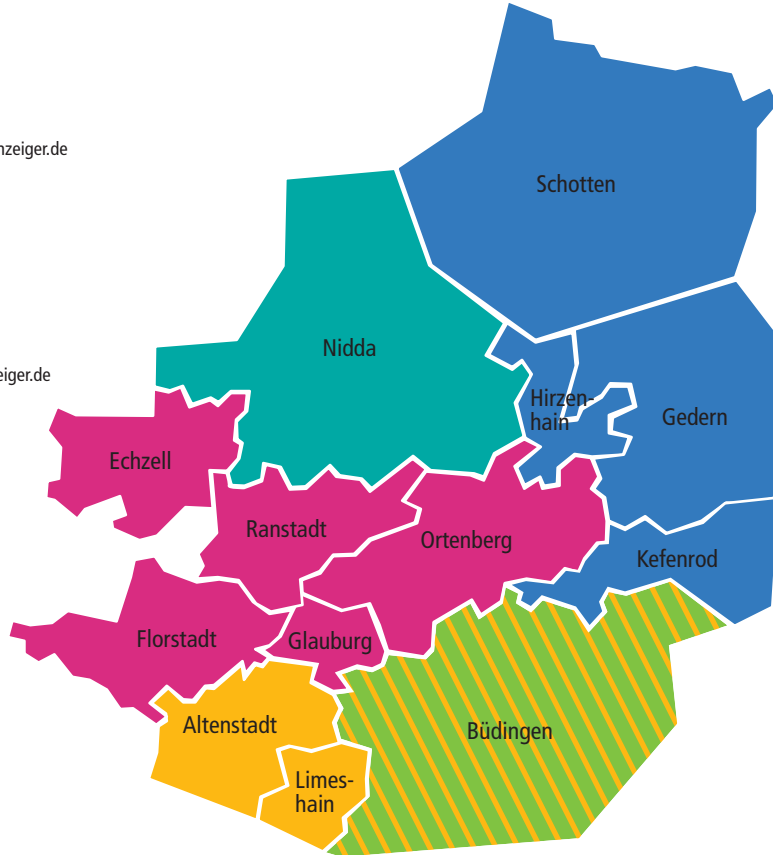 nzeiger.de
Schotten
Nidda
eiger.de
Hirzen-
hain
Gedern
Echzell
Ranstadt
Ortenberg
Kefenrod
Florstadt
Glauburg
Altenstadt
Büdingen
Limes-
hain